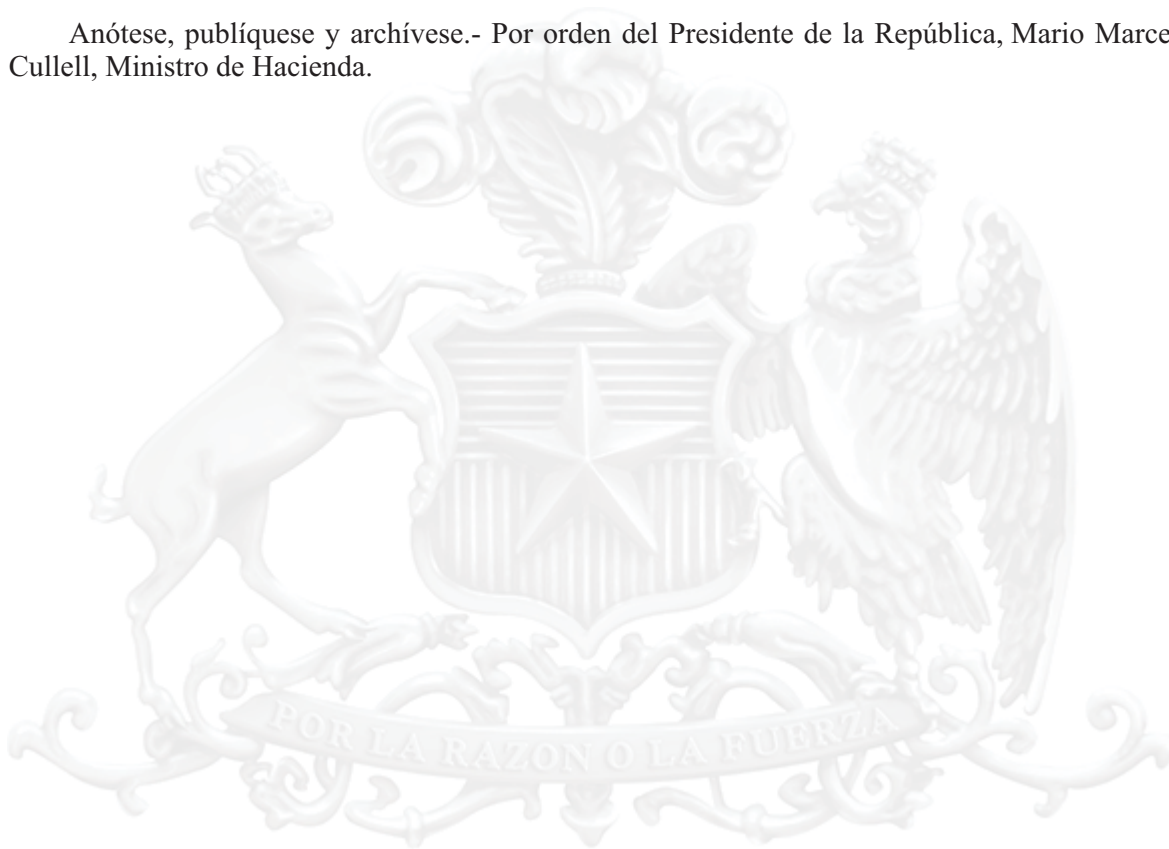 Anótese, publíquese y archívese.- Por orden del Presidente de la República, Mario Marce
Cullell, Ministro de Hacienda.
POR LA RAZON O LA FUERZA